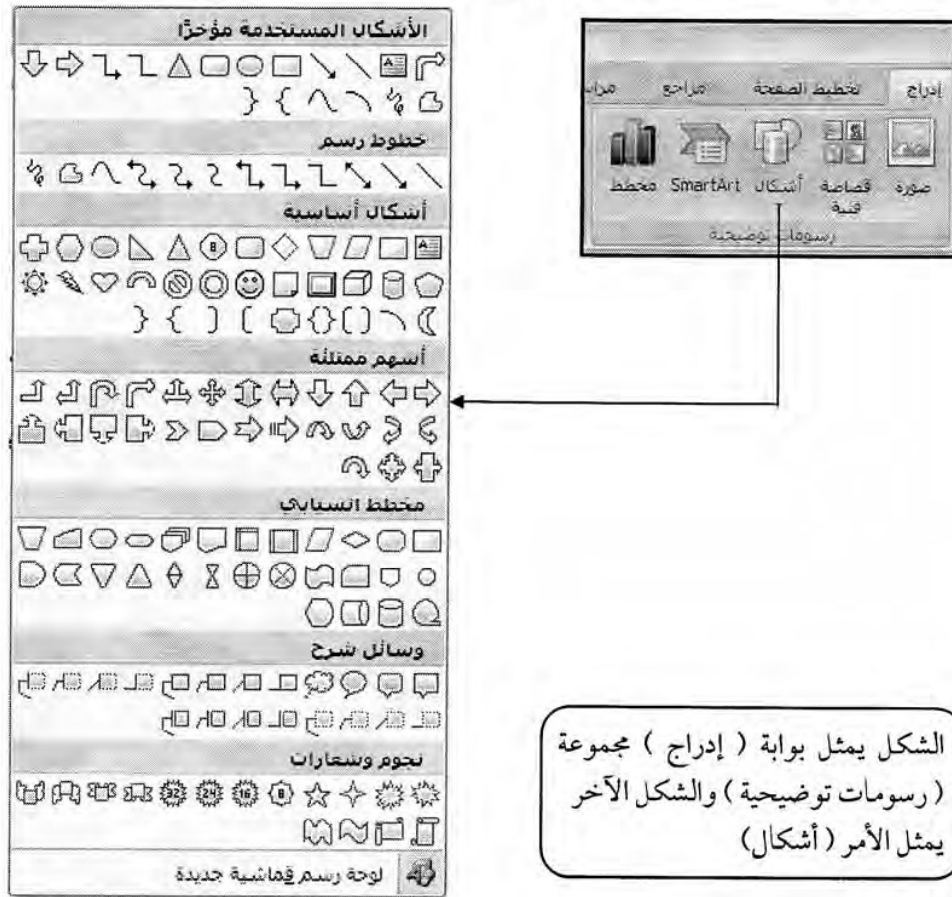 إدراج تخطيط الصفحة مراجع مراس
صورة قصاصة فنية أشكال SmartArt مخطط
رسومات توضيحية
الأشكال المستخدمة مؤخرًا
خطوط رسم
أشكال أساسية
أسهم ممتلئة
مخطط انسيابي
وسائل شرح
نجوم وشعارات
لوحة رسم قماشية جديدة
الشكل يمثل بوابة ( إدراج ) مجموعة
( رسومات توضيحية ) والشكل الآخر
يمثل الأمر ( أشكال)